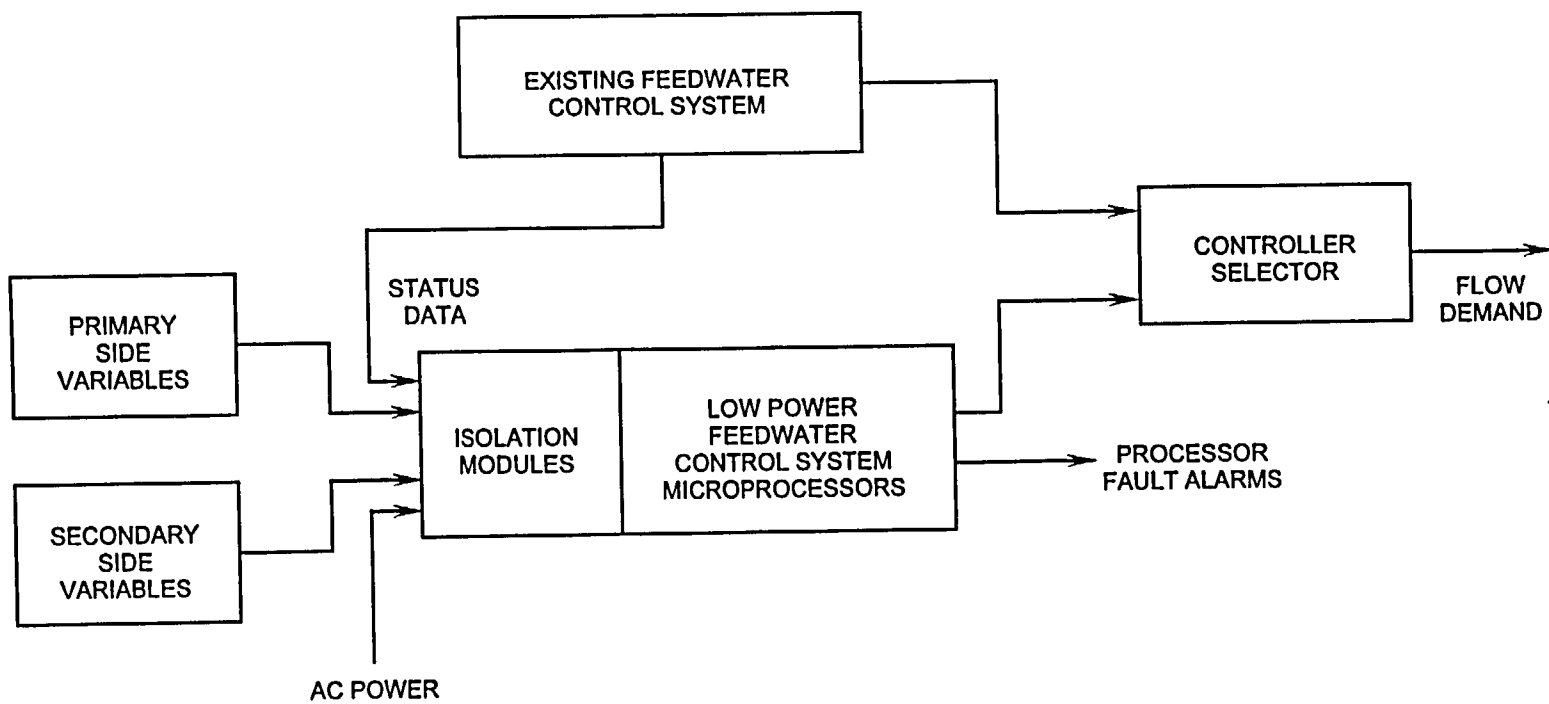 EXISTING FEEDWATER
CONTROL SYSTEM
CONTROLLER
SELECTOR
FLOW
DEMAND
STATUS
DATA
PRIMARY
SIDE
VARIABLES
ISOLATION
MODULES
LOW POWER
FEEDWATER
CONTROL SYSTEM
MICROPROCESSORS
PROCESSOR
FAULT ALARMS
SECONDARY
SIDE
VARIABLES
AC POWER